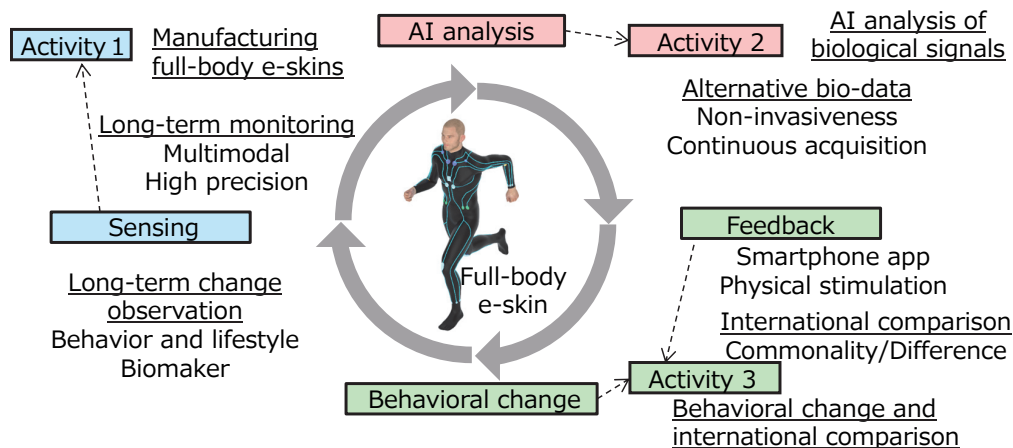 Activity 1
Manufacturing
full-body e-skins
Long-term monitoring
Multimodal
High precision
Sensing
Long-term change
observation
Behavior and lifestyle
Biomaker
AI analysis
Activity 2
AI analysis of
biological signals
Alternative bio-data
Non-invasiveness
Continuous acquisition
Full-body
e-skin
Feedback
Smartphone app
Physical stimulation
International comparison
Commonality/Difference
Behavioral change
Activity 3
Behavioral change and
international comparison